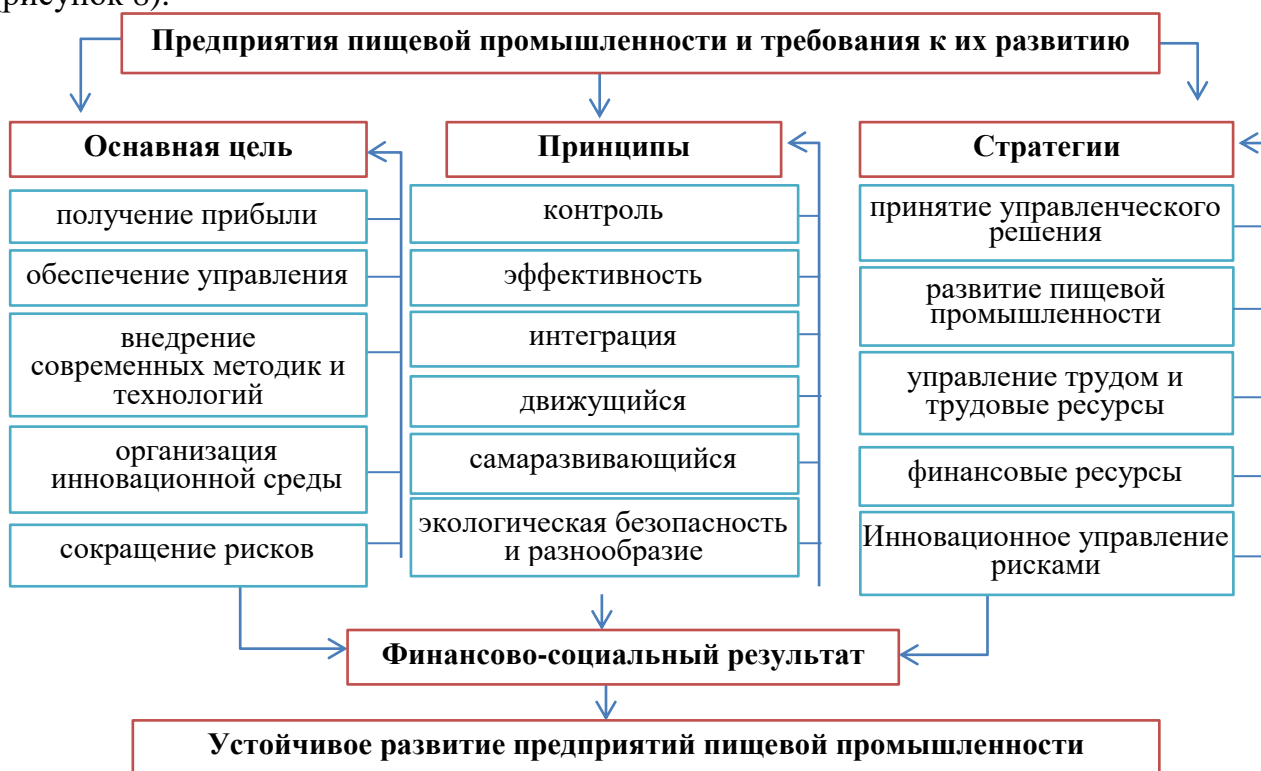 рисунок 8).
Предприятия пищевой промышленности и требования к их развитию
Оснавная цель
получение прибыли
обеспечение управления
внедрение
современных методик и
технологий
организация
инновационной среды
сокращение рисков
Принципы
контроль
эффективность
интеграция
движущийся
самаразвивающийся
экологическая безопасность
и разнообразие
Стратегии
принятие управленческого
решения
развитие пищевой
промышленности
управление трудом и
трудовые ресурсы
финансовые ресурсы
Инновационное управление
рисками
Финансово-социальный результат
Устойчивое развитие предприятий пищевой промышленности